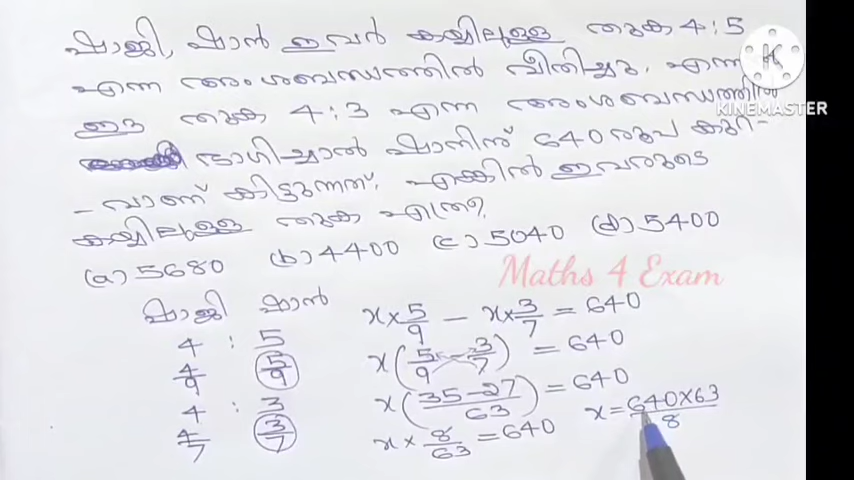 ഷാജി, ഷാൻ ഇവർ കയ്യിലുള്ള തുക 4:5
എന്ന അംശബന്ധത്തിൽ വീതിച്ചു. എന്ന
ഈ തുക 4:3 എന്ന അംശബന്ധത്തിൽ
ഭാഗിച്ചാൽ ഷാനിന് 640 രൂപ കുറ-
-വാണ് കിട്ടുന്നത്. എങ്കിൽ ഇവരുടെ
കയ്യിലുള്ള തുക എത്ര?
(a) 5680 (b) 4400 (c) 5040 (d) 5400
ഷാജി ഷാൻ
4 : 5
4/9 5/9
4 : 3
4/7 3/7
x × 5/9 - x × 3/7 = 640
x(5/9 - 3/7) = 640
x(35-27/63) = 640
x × 8/63 = 640
x = 640×63/8
Maths 4 Exam
K
KINEMASTER